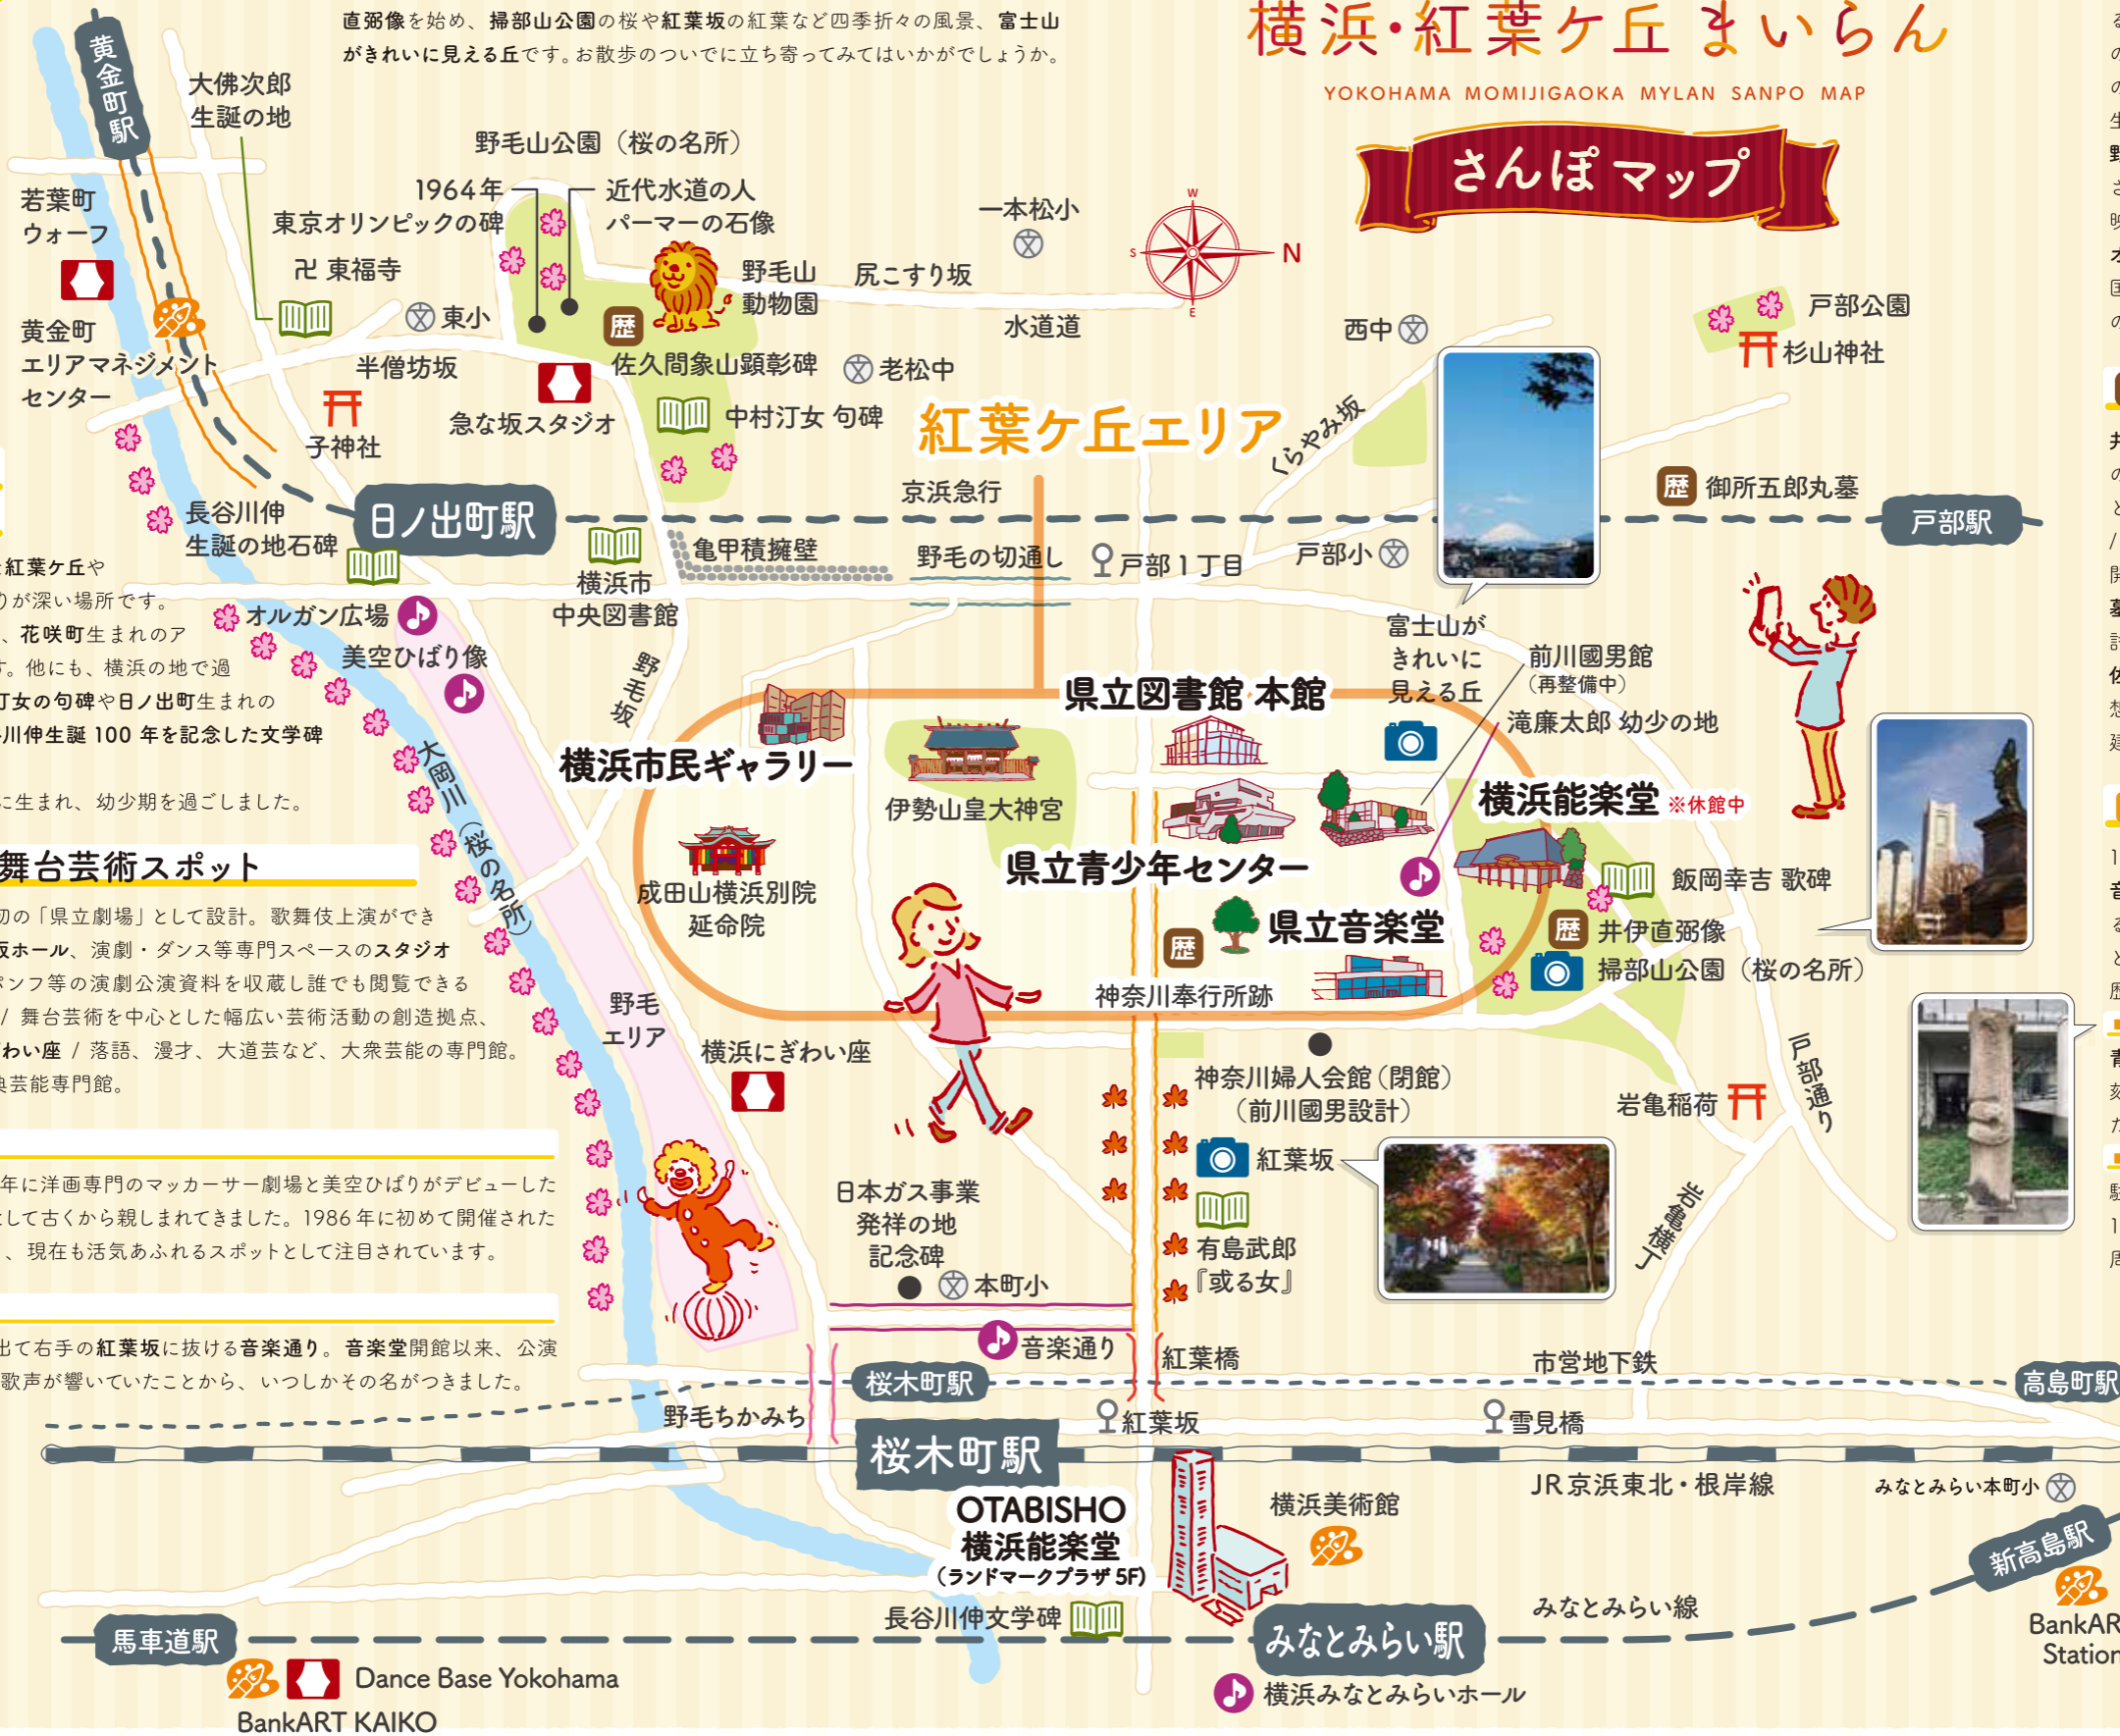 直弼像を始め、掃部山公園の桜や紅葉坂の紅葉など四季折々の風景、富士山
がきれいに見える丘です。お散歩のついでに立ち寄ってみてはいかがでしょうか。
横浜・紅葉ケ丘 まいらん
YOKOHAMA MOMIJIGAOKA MYLAN SANPO MAP
さんぽ マップ
黄金町駅
大佛次郎
生誕の地
野毛山公園（桜の名所）
1964年
東京オリンピックの碑
近代水道の人
パーマーの石像
一本松小
文
W
S
N
E
若葉町
ウォーフ
卍 東福寺
文 東小
野毛山
動物園
尻こすり坂
水道道
西中 文
戸部公園
杉山神社
黄金町
エリアマネジメント
センター
半僧坊坂
歴
佐久間象山顕彰碑
文 老松中
急な坂スタジオ
中村汀女 句碑
子神社
紅葉ケ丘エリア
くらやみ坂
京浜急行
歴 御所五郎丸墓
長谷川伸
生誕の地石碑
日ノ出町駅
戸部駅
亀甲積擁壁
野毛の切通し
戸部1丁目
戸部小 文
横浜市
中央図書館
紅葉ケ丘や
りが深い場所です。
、花咲町生まれのア
す。他にも、横浜の地で過
汀女の句碑や日ノ出町生まれの
川伸生誕 100 年を記念した文学碑
に生まれ、幼少期を過ごしました。
オルガン広場
美空ひばり像
野毛坂
富士山が
きれいに
見える丘
前川國男館
（再整備中）
滝廉太郎 幼少の地
県立図書館 本館
横浜市民ギャラリー
伊勢山皇大神宮
横浜能楽堂 ※休館中
大岡川（桜の名所）
県立青少年センター
成田山横浜別院
延命院
飯岡幸吉 歌碑
県立音楽堂
歴
歴 井伊直弼像
掃部山公園（桜の名所）
神奈川奉行所跡
舞台芸術スポット
初の「県立劇場」として設計。歌舞伎上演ができ
坂ホール、演劇・ダンス等専門スペースのスタジオ
パンフ等の演劇公演資料を収蔵し誰でも閲覧できる
/ 舞台芸術を中心とした幅広い芸術活動の創造拠点、
わい座 / 落語、漫才、大道芸など、大衆芸能の専門館。
典芸能専門館。
野毛
エリア
横浜にぎわい座
神奈川婦人会館（閉館）
（前川國男設計）
岩亀稲荷
戸部通り
紅葉坂
年に洋画専門のマッカーサー劇場と美空ひばりがデビューした
として古くから親しまれてきました。1986年に初めて開催された
、現在も活気あふれるスポットとして注目されています。
日本ガス事業
発祥の地
記念碑
文 本町小
有島武郎
『或る女』
岩亀横丁
出て右手の紅葉坂に抜ける音楽通り。音楽堂開館以来、公演
歌声が響いていたことから、いつしかその名がつきました。
音楽通り
紅葉橋
市営地下鉄
桜木町駅
高島町駅
野毛ちかみち
紅葉坂
雪見橋
桜木町駅
JR京浜東北・根岸線
みなとみらい本町小 文
OTABISHO
横浜能楽堂
（ランドマークプラザ 5F）
横浜美術館
新高島駅
長谷川伸文学碑
みなとみらい線
馬車道駅
みなとみらい駅
BankAR
Station
Dance Base Yokohama
横浜みなとみらいホール
BankART KAIKO